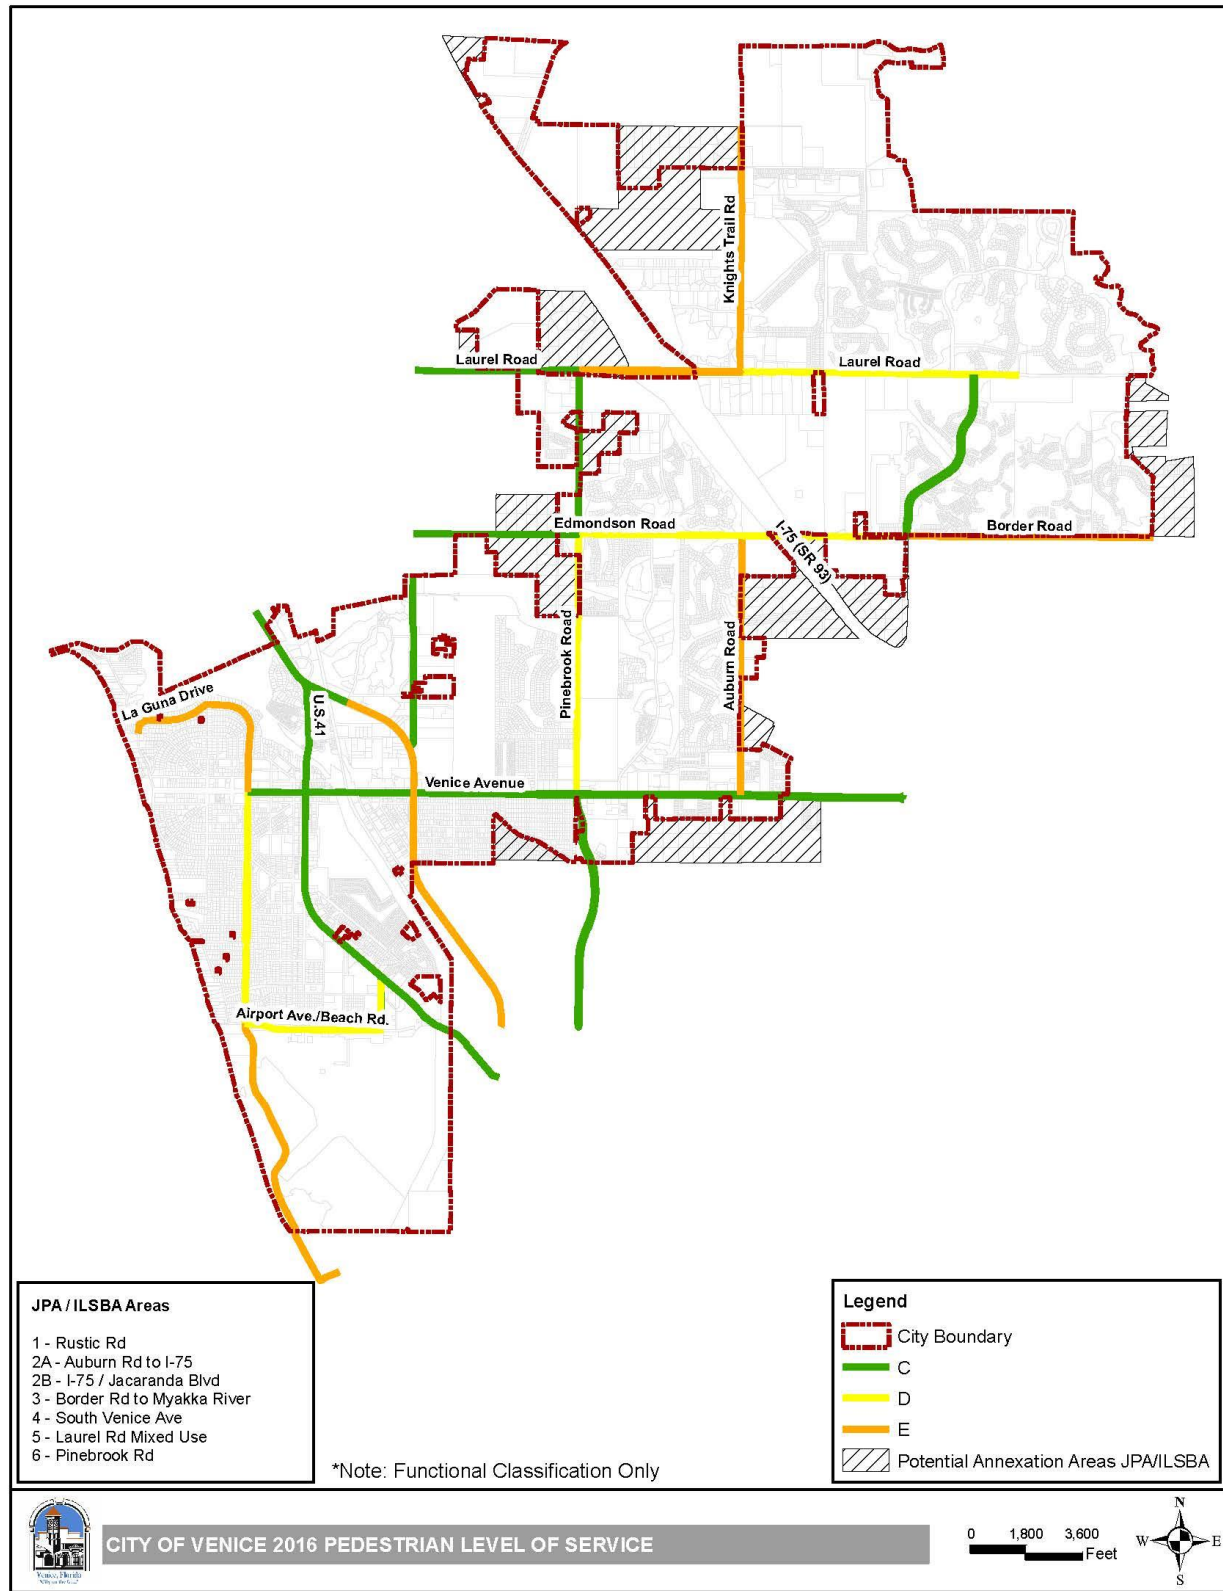 Knights Trail Rd
Laurel Road
Laurel Road
Edmondson Road
Border Road
I-75 (SR 93)
Pinebrook Road
Auburn Road
La Guna Drive
U.S.41
Venice Avenue
Airport Ave./Beach Rd.
JPA / ILSBA Areas
1 - Rustic Rd
2A - Auburn Rd to I-75
2B - I-75 / Jacaranda Blvd
3 - Border Rd to Myakka River
4 - South Venice Ave
5 - Laurel Rd Mixed Use
6 - Pinebrook Rd
*Note: Functional Classification Only
Legend
City Boundary
C
D
E
Potential Annexation Areas JPA/ILSBA
Venice, Florida
CITY OF VENICE 2016 PEDESTRIAN LEVEL OF SERVICE
0 1,800 3,600
Feet
N
W E
S